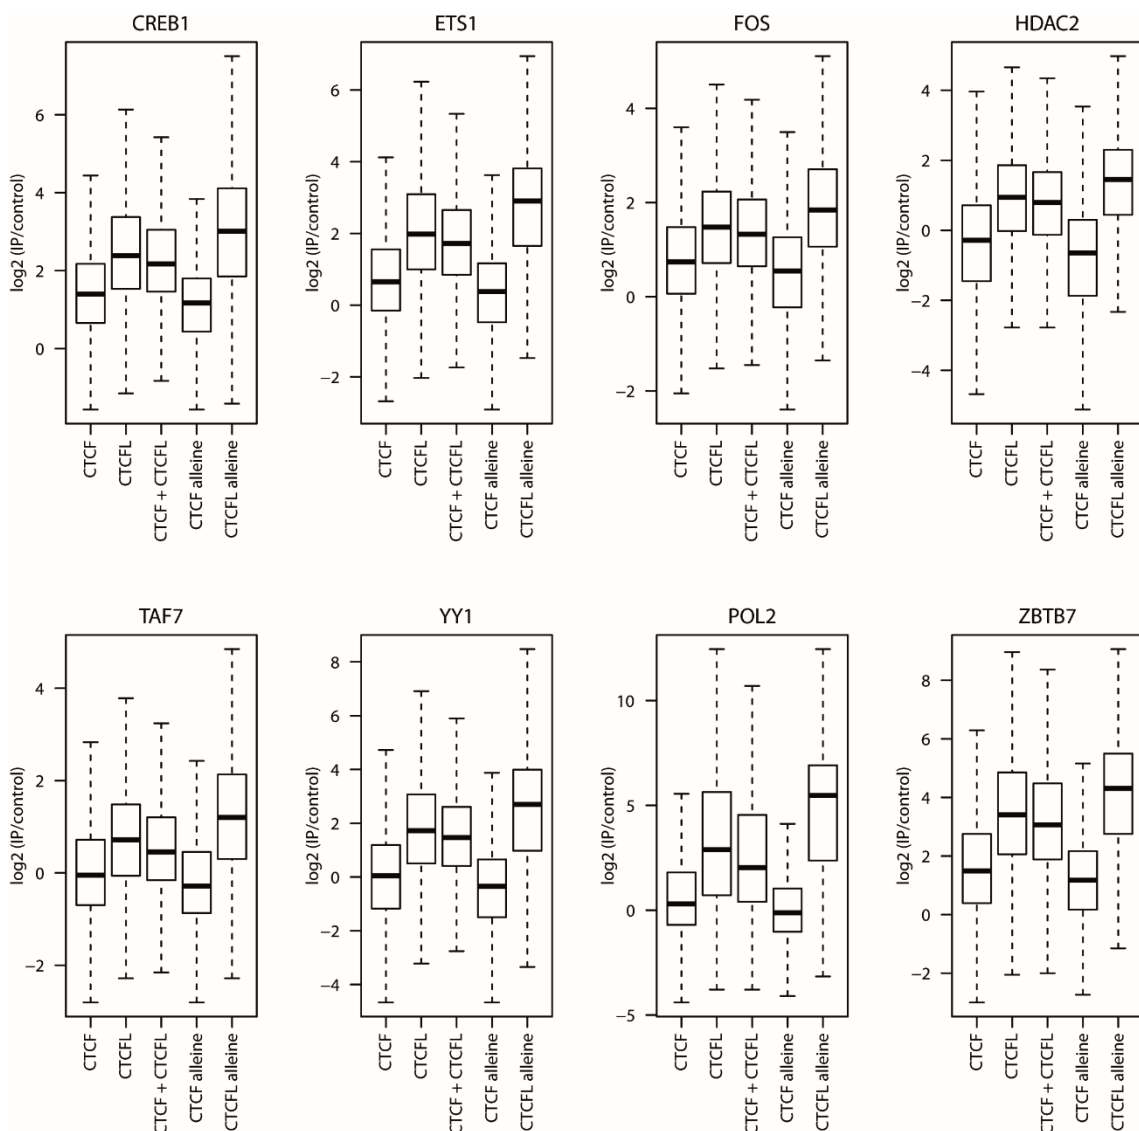 CREB1
ETS1
FOS
HDAC2
log2 (IP/control)
6
4
2
0
CTCF
CTCFL
CTCF + CTCFL
CTCF alleine
CTCFL alleine
log2 (IP/control)
6
4
2
0
−2
CTCF
CTCFL
CTCF + CTCFL
CTCF alleine
CTCFL alleine
log2 (IP/control)
4
2
0
−2
CTCF
CTCFL
CTCF + CTCFL
CTCF alleine
CTCFL alleine
log2 (IP/control)
4
2
0
−2
−4
CTCF
CTCFL
CTCF + CTCFL
CTCF alleine
CTCFL alleine
TAF7
YY1
POL2
ZBTB7
log2 (IP/control)
4
2
0
−2
CTCF
CTCFL
CTCF + CTCFL
CTCF alleine
CTCFL alleine
log2 (IP/control)
8
6
4
2
0
−2
−4
CTCF
CTCFL
CTCF + CTCFL
CTCF alleine
CTCFL alleine
log2 (IP/control)
10
5
0
−5
CTCF
CTCFL
CTCF + CTCFL
CTCF alleine
CTCFL alleine
log2 (IP/control)
8
6
4
2
0
−2
CTCF
CTCFL
CTCF + CTCFL
CTCF alleine
CTCFL alleine